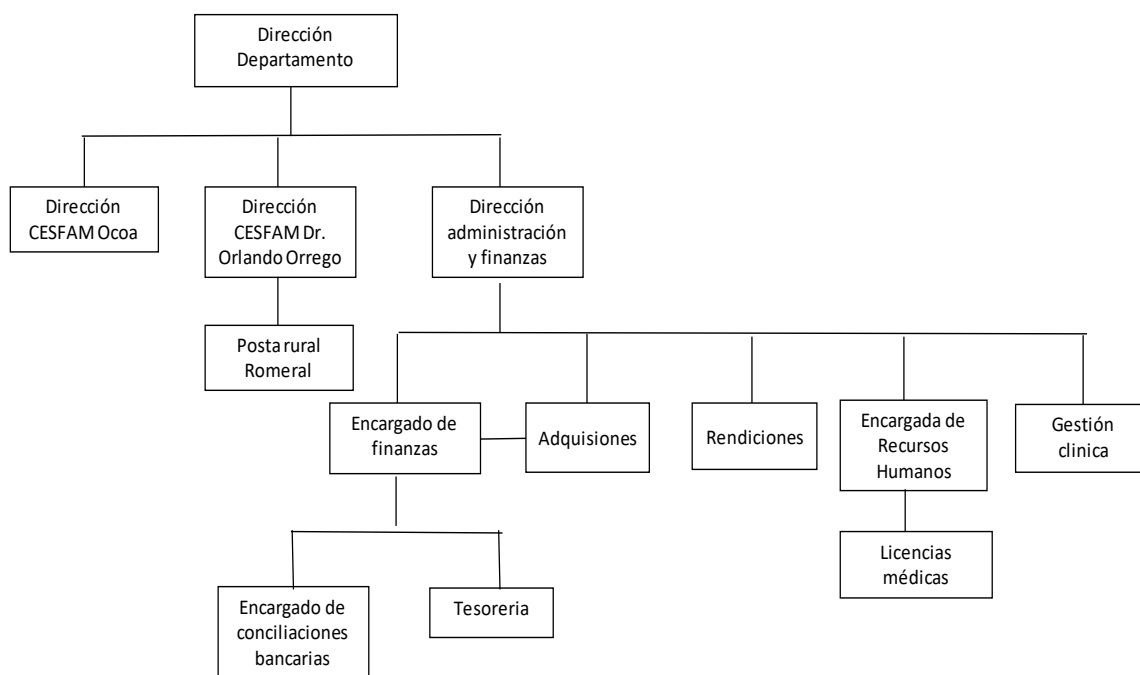 Dirección
Departamento
Dirección
CESFAM Ocoa
Dirección
CESFAM Dr.
Orlando Orrego
Dirección
administración
y finanzas
Posta rural
Romeral
Encargado de
finanzas
Adquisiones
Rendiciones
Encargada de
Recursos
Humanos
Gestión
clinica
Licencias
médicas
Encargado de
conciliaciones
bancarias
Tesoreria